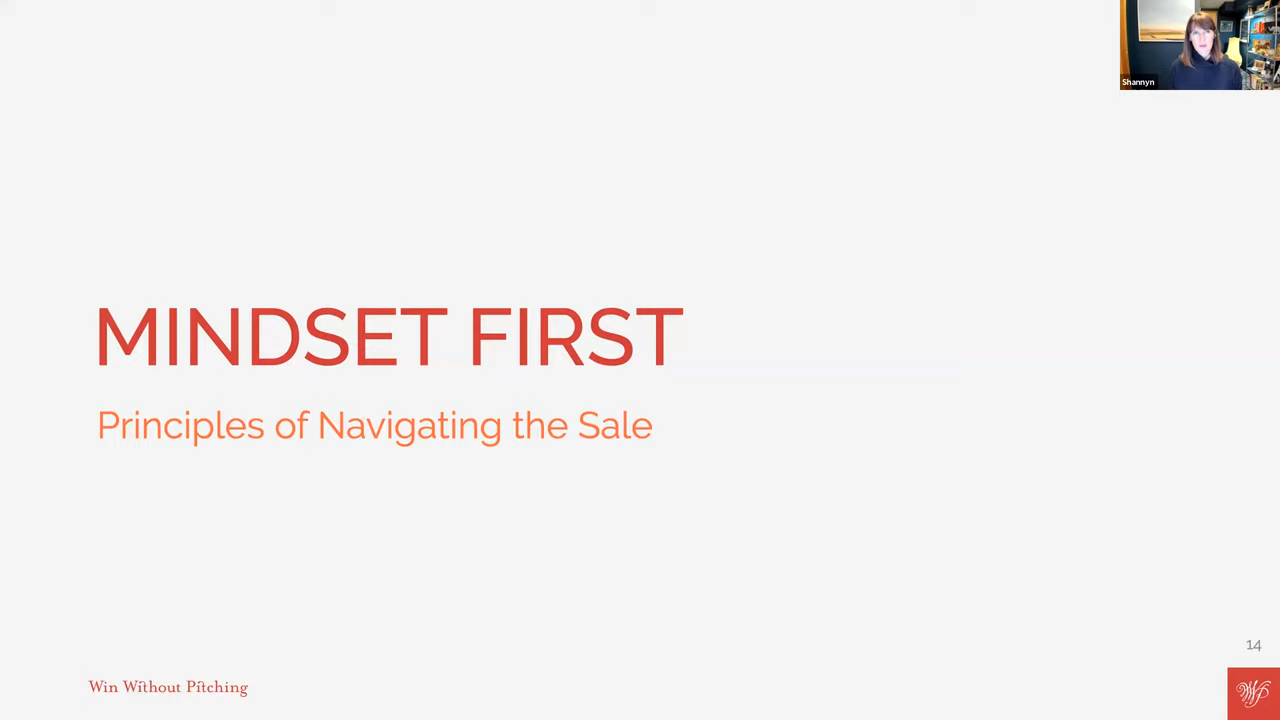 Shannyn
MINDSET FIRST
Principles of Navigating the Sale
14
Win Without Pitching